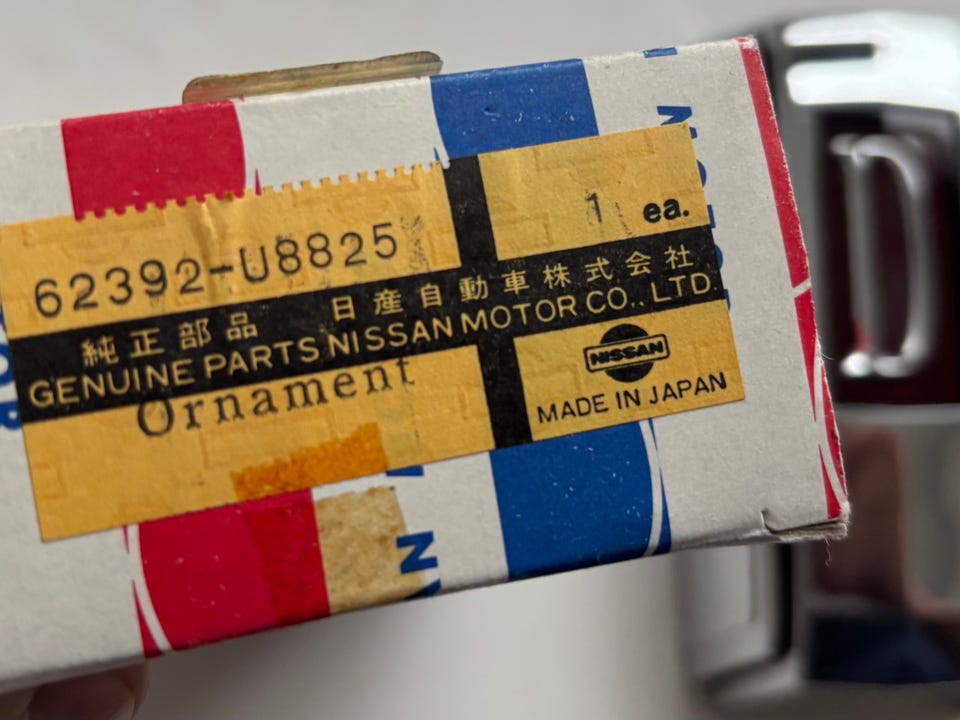 62392-U8825
1 ea.
純正部品 日産自動車株式会社
GENUINE PARTS NISSAN MOTOR CO., LTD.
Ornament
NISSAN
MADE IN JAPAN
N
D